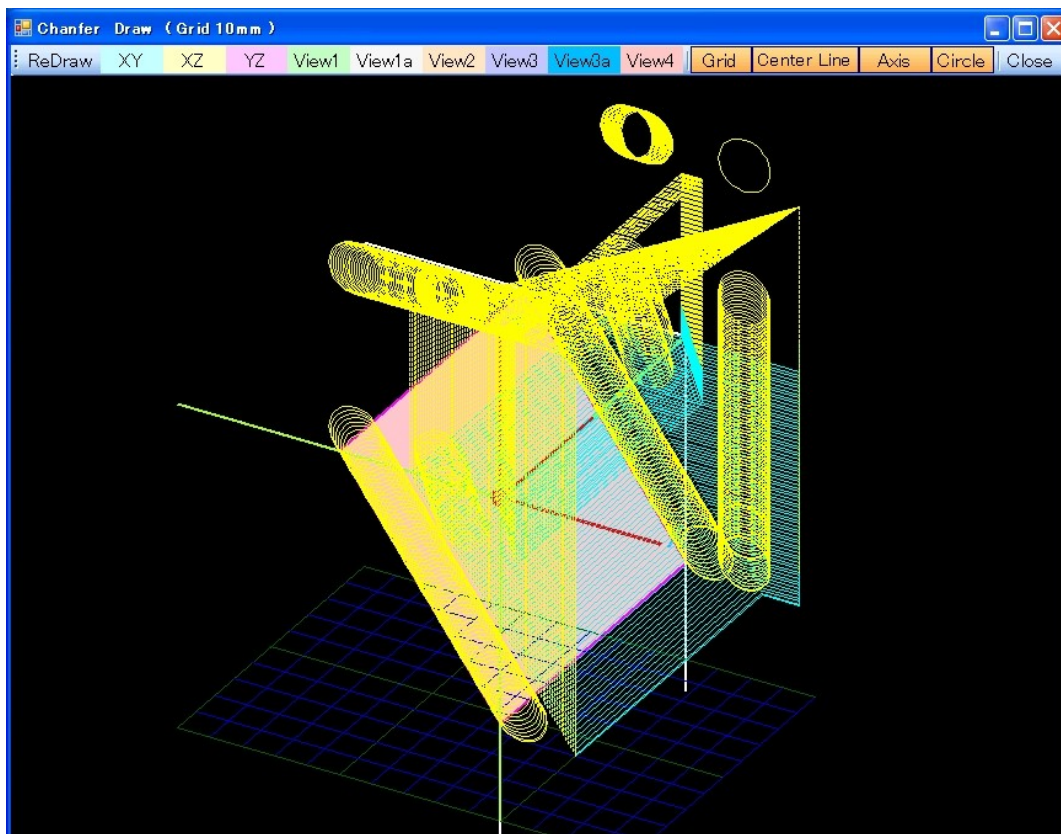 Chanfer Draw ( Grid 10mm )
ReDraw XY XZ YZ View1 View1a View2 View3 View3a View4 Grid Center Line Axis Circle Close